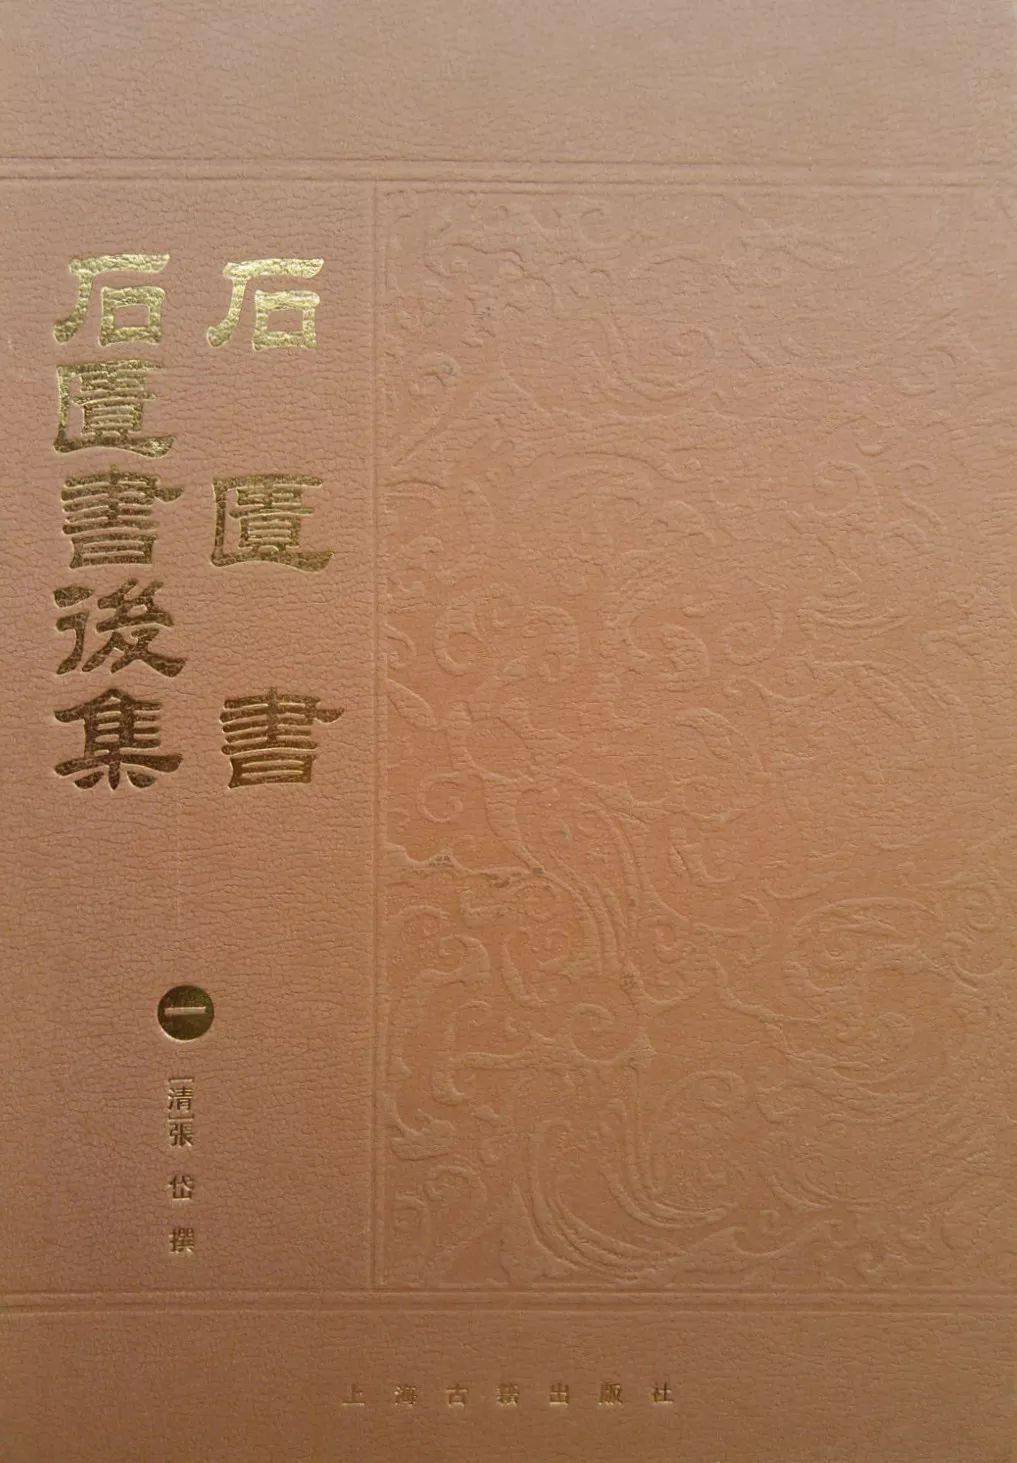 石匱書
石匱書後集
一
[清]張岱撰
上海古籍出版社